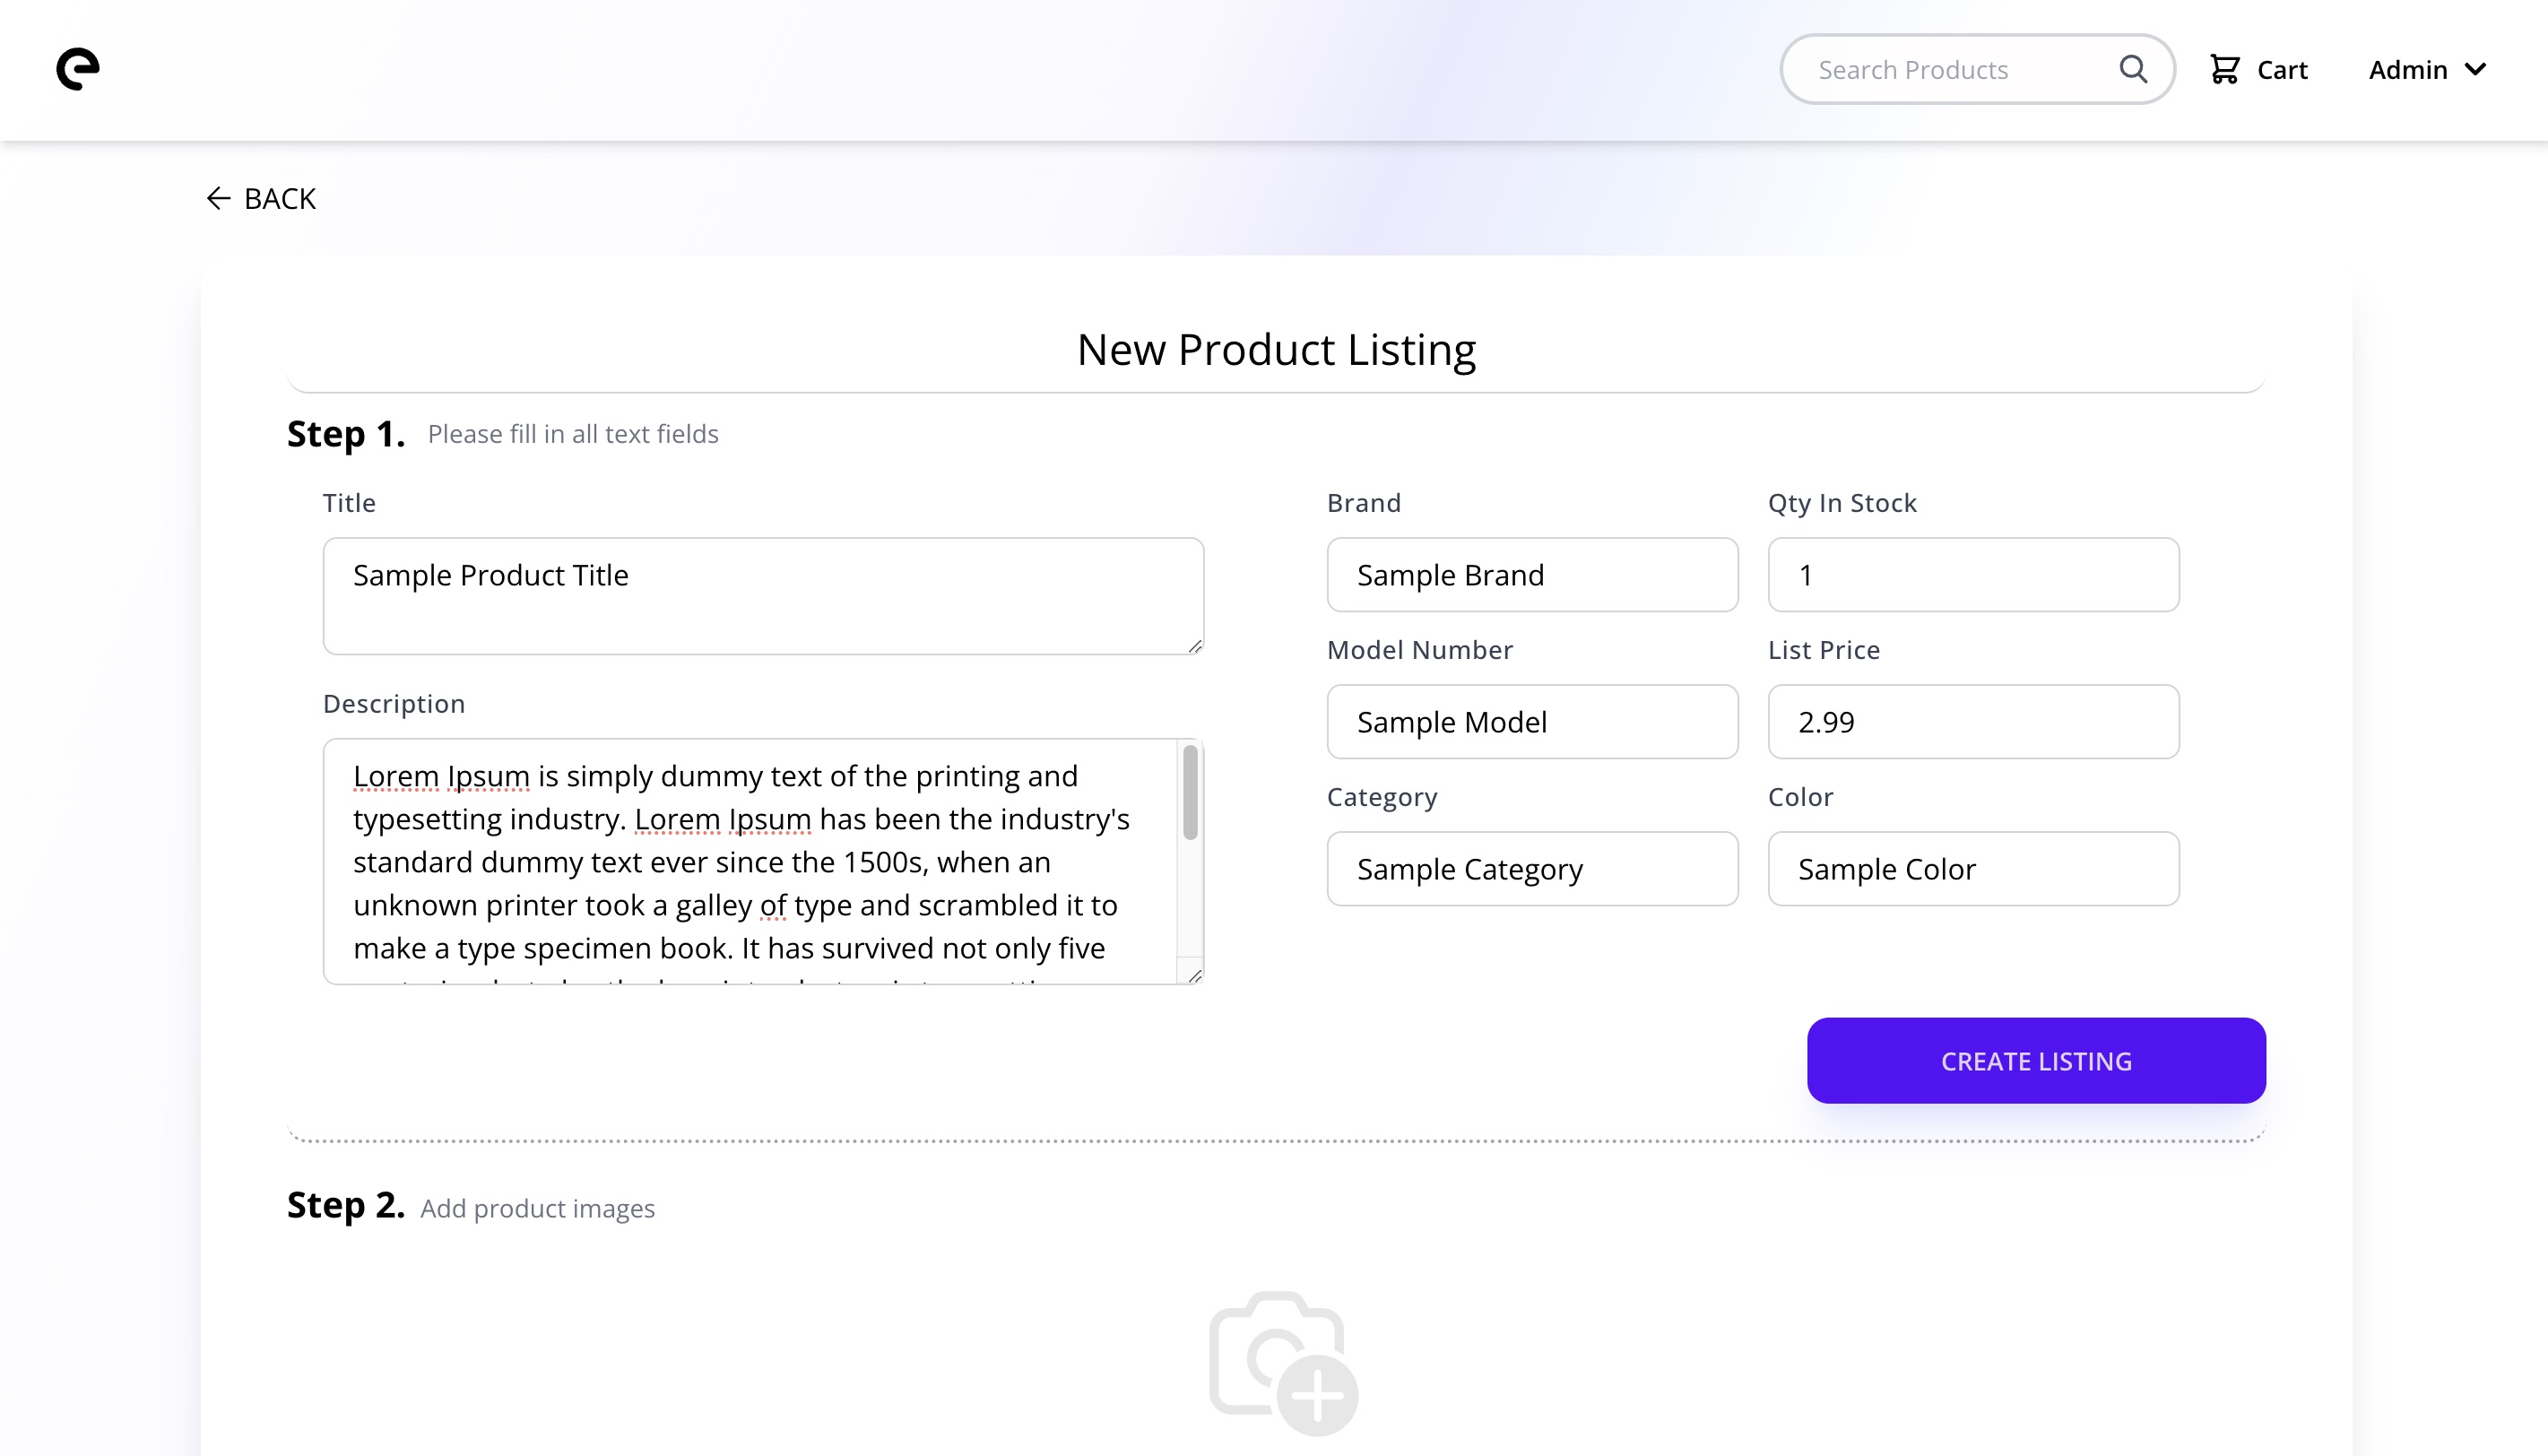 e
Search Products
Cart
Admin
BACK
New Product Listing
Step 1. Please fill in all text fields
Title
Sample Product Title
Description
Lorem Ipsum is simply dummy text of the printing and
typesetting industry. Lorem Ipsum has been the industry's
standard dummy text ever since the 1500s, when an
unknown printer took a galley of type and scrambled it to
make a type specimen book. It has survived not only five
Brand
Sample Brand
Qty In Stock
1
Model Number
Sample Model
List Price
2.99
Category
Sample Category
Color
Sample Color
CREATE LISTING
Step 2. Add product images